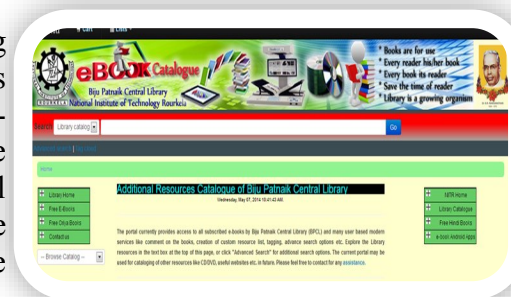 g
s
-
e
l
e
e
Cart Lists
eBOOK Catalogue
Biju Patnaik Central Library
National Institute of Technology Rourkela
* Books are for use
* Every reader his/her book
* Every book its reader
* Save the time of reader
* Library is a growing organism
Search Library catalog Go
Advanced search | Tag cloud
Home
Library Home
Free E-Books
Free Oriya Books
Contact us
-- Browse Catalog --
Additional Resources Catalogue of Biju Patnaik Central Library
Wednesday, May 07, 2014 10:41:43 AM
The portal currently provides access to all subscribed e-books by Biju Patnaik Central Library (BPCL) and many user based modern
services like comment on the books, creation of custom resource list, tagging, advance search options etc. Explore the Library
resources in the text box at the top of this page, or click "Advanced Search" for additional search options. The current portal may be
used for cataloging of other resources like CD/DVD, useful websites etc. in future. Please feel free to contact for any assistance.
NITR Home
Library Catalogue
Free Hindi Books
e-book Android Apps